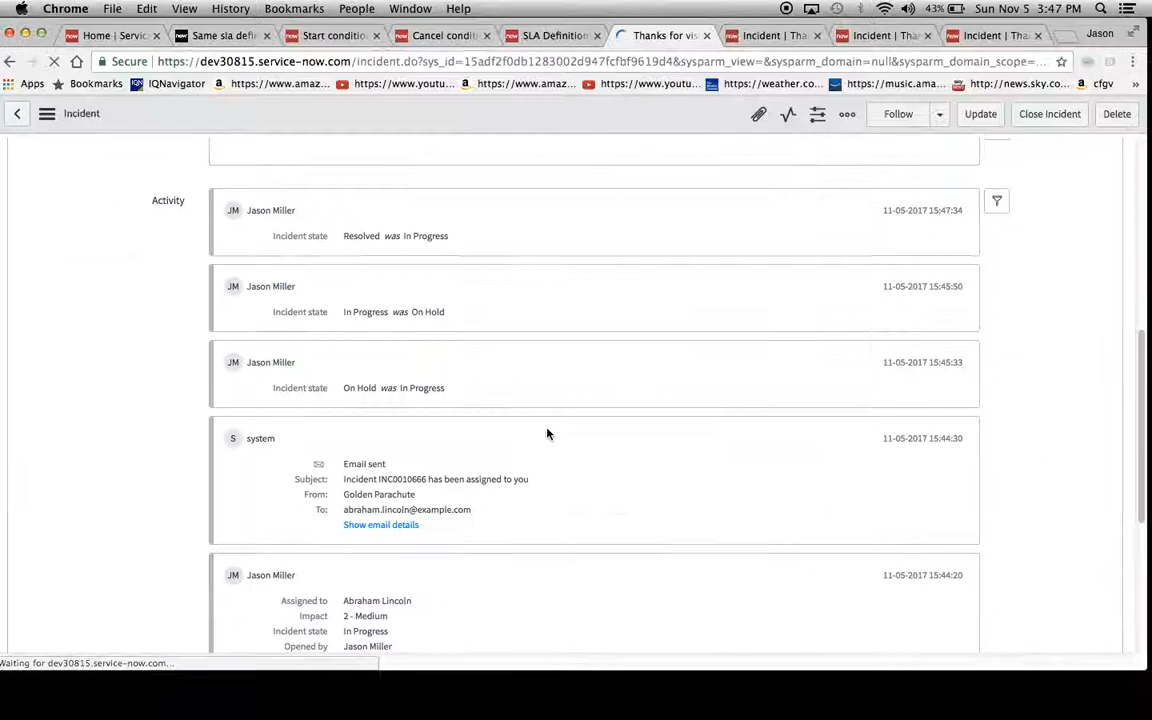 Chrome File Edit View History Bookmarks People Window Help 43% Sun Nov 5 3:47 PM
Home | Servic Same sla defi Start conditio Cancel condit SLA Definition Thanks for vis Incident | Tha Incident | Tha Incident | Tha Jason
Secure https://dev30815.service-now.com/incident.do?sys_id=15adf2f0db1283002d947fcfbf9619d4&sysparm_view=&sysparm_domain=null&sysparm_domain_scope=...
Apps Bookmarks IQNavigator https://www.amaz... https://www.youtu... https://www.amaz... https://www.youtu... https://weather.co... https://music.ama... http://news.sky.co... cfgv »
Incident Follow Update Close Incident Delete
Activity
JM Jason Miller 11-05-2017 15:47:34
Incident state Resolved was In Progress
JM Jason Miller 11-05-2017 15:45:50
Incident state In Progress was On Hold
JM Jason Miller 11-05-2017 15:45:33
Incident state On Hold was In Progress
S system 11-05-2017 15:44:30
Email sent
Subject: Incident INC0010666 has been assigned to you
From: Golden Parachute
To: abraham.lincoln@example.com
Show email details
JM Jason Miller 11-05-2017 15:44:20
Assigned to Abraham Lincoln
Impact 2 - Medium
Incident state In Progress
Opened by Jason Miller
Waiting for dev30815.service-now.com...